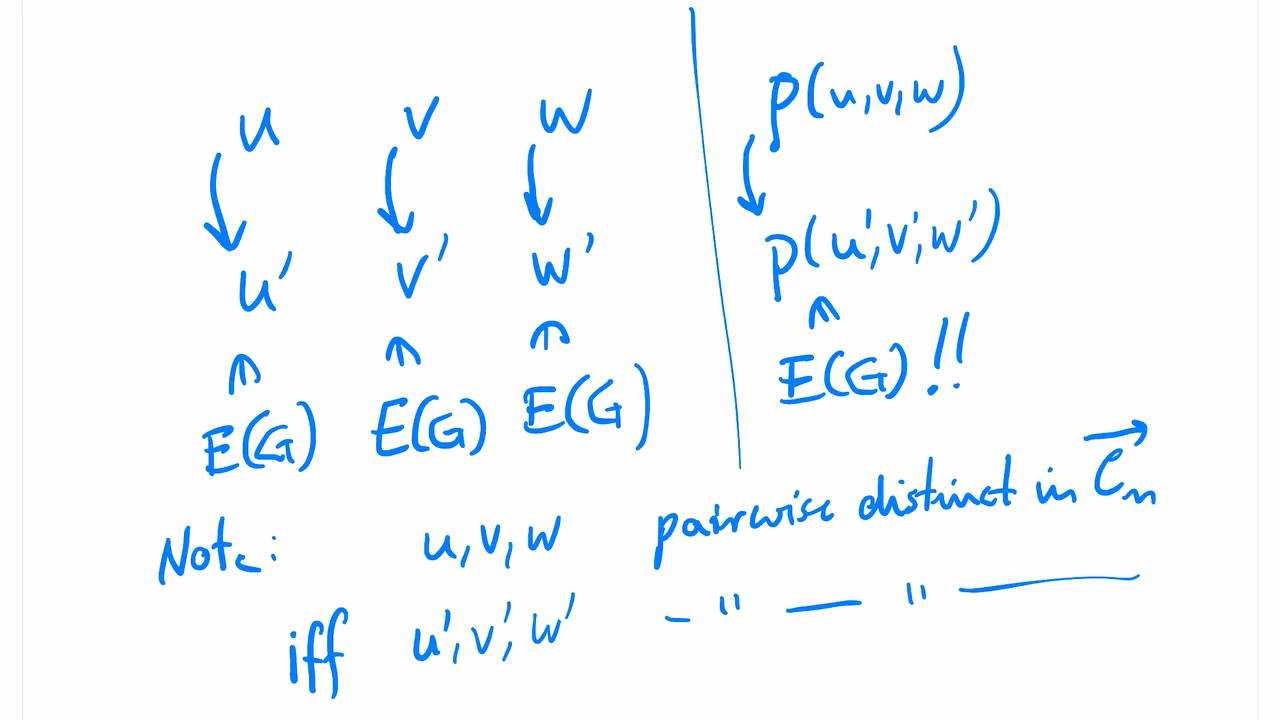 u v w
↓ ↓ ↓
u' v' w'
↑ ↑ ↑
E(G) E(G) E(G)
p(u,v,w)
↓
p(u',v',w')
↑
E(G)!!
Note: u, v, w pairwise distinct in C⃗n
iff u', v', w' - " — " —